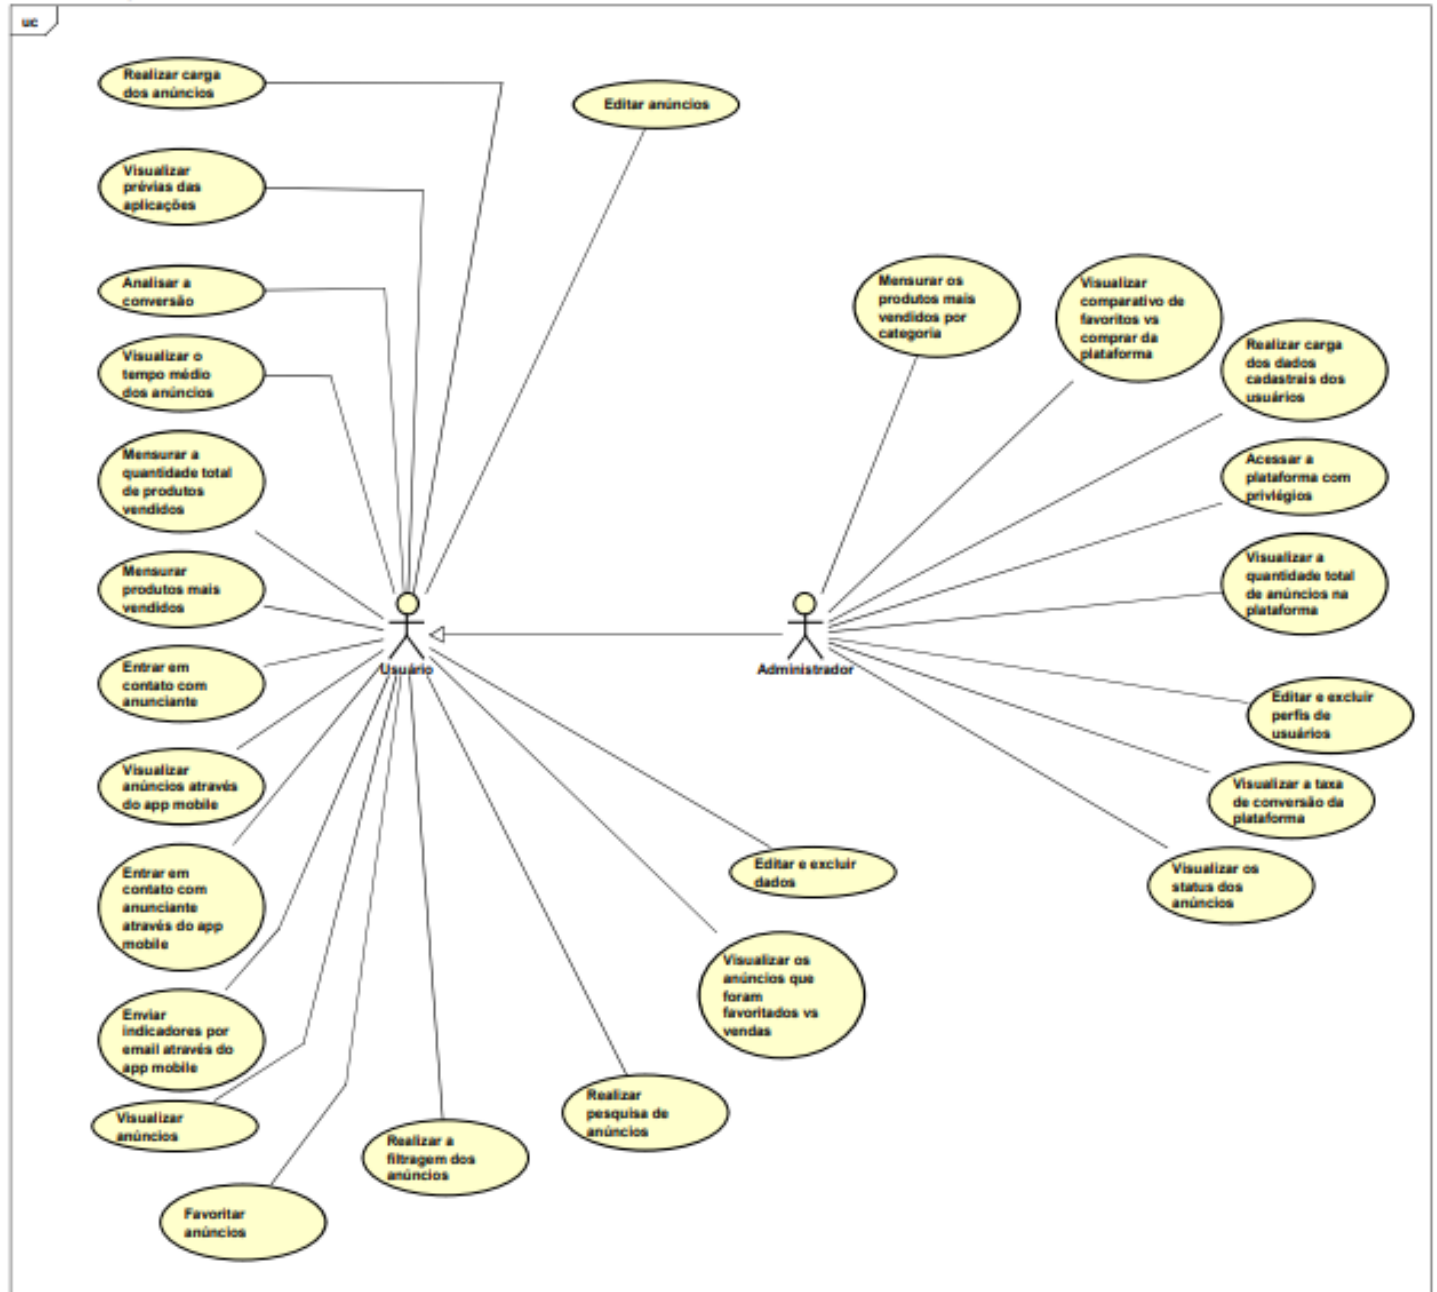 uc
Realizar carga
dos anúncios
Editar anúncios
Visualizar
prévias das
aplicações
Analisar a
conversão
Visualizar o
tempo médio
dos anúncios
Mensurar a
quantidade total
de produtos
vendidos
Mensurar
produtos mais
vendidos
Entrar em
contato com
anunciante
Visualizar
anúncios através
do app mobile
Entrar em
contato com
anunciante
através do app
mobile
Enviar
indicadores por
email através do
app mobile
Visualizar
anúncios
Favoritar
anúncios
Realizar a
filtragem dos
anúncios
Realizar
pesquisa de
anúncios
Visualizar os
anúncios que
foram
favoritados vs
vendas
Editar e excluir
dados
Usuário
Administrador
Mensurar os
produtos mais
vendidos por
categoria
Visualizar
comparativo de
favoritos vs
comprar da
plataforma
Realizar carga
dos dados
cadastrais dos
usuários
Acessar a
plataforma com
privlégios
Visualizar a
quantidade total
de anúncios na
plataforma
Editar e excluir
perfis de
usuários
Visualizar a taxa
de conversão da
plataforma
Visualizar os
status dos
anúncios